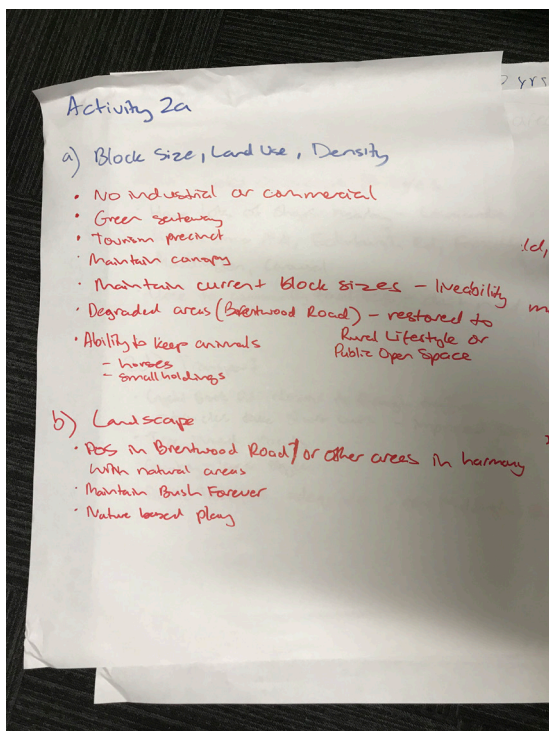 Activity 2a
a) Block Size, Land Use, Density
• No industrial or commercial
• Green gateway
• Tourism precinct
• Maintain canopy
• Maintain current block sizes - liveability
• Degraded areas (Brentwood Road) - restored to
Rural Lifestyle or
Public Open Space
• Ability to keep animals
- horses
- small holdings
b) Landscape
• POS in Brentwood Road / or other areas in harmony
with natural areas
• Maintain Bush Forever
• Nature based play
yrs